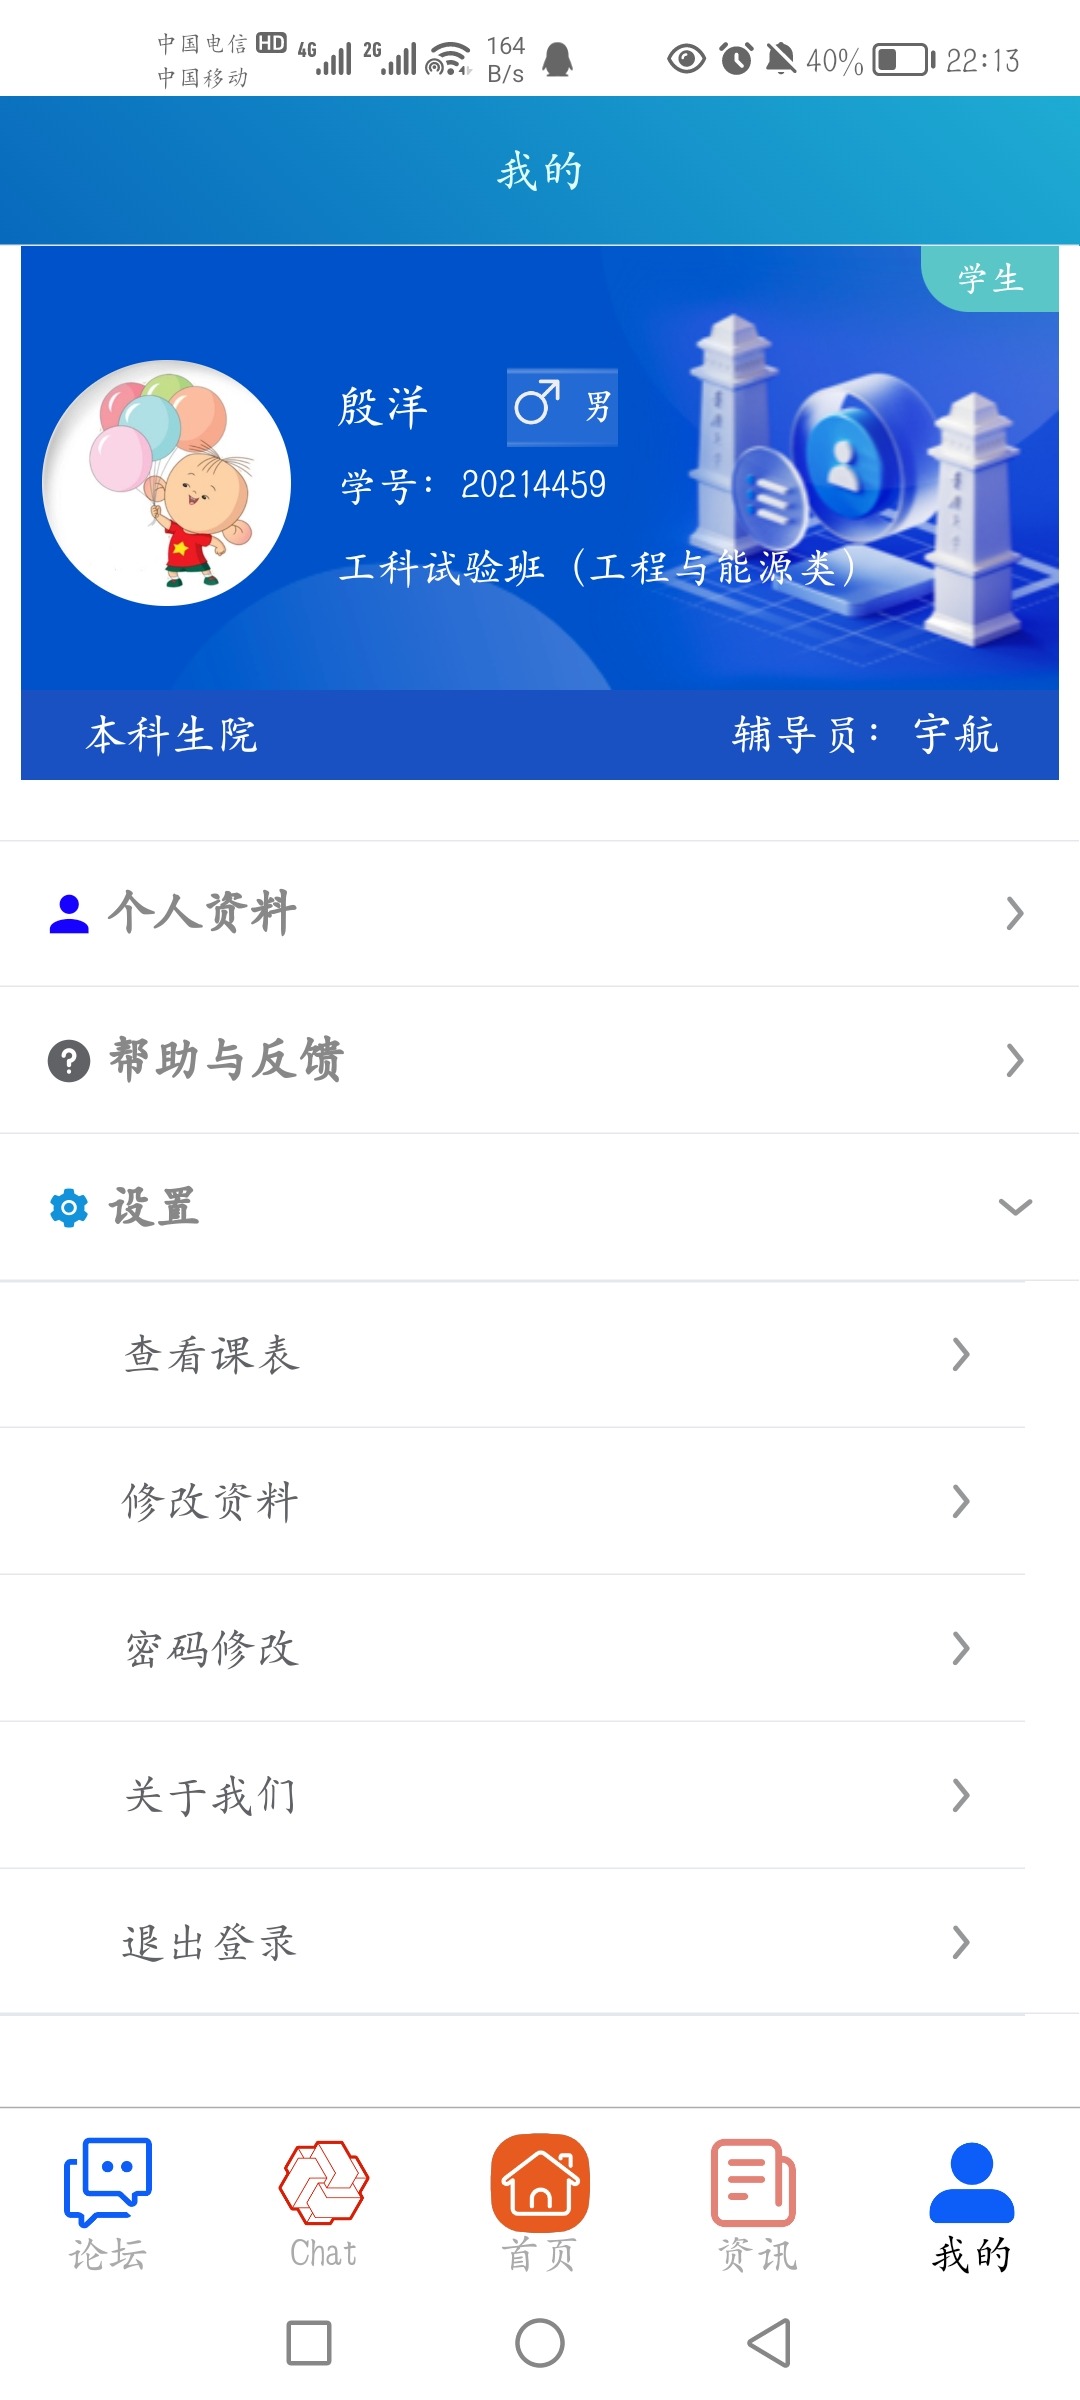 中国电信 HD 4G 2G 164 B/s 40% 22:13
中国移动
我的
学生
殷洋 男
学号：20214459
工科试验班（工程与能源类）
本科生院 辅导员：宇航
个人资料
帮助与反馈
设置
查看课表
修改资料
密码修改
关于我们
退出登录
论坛 Chat 首页 资讯 我的